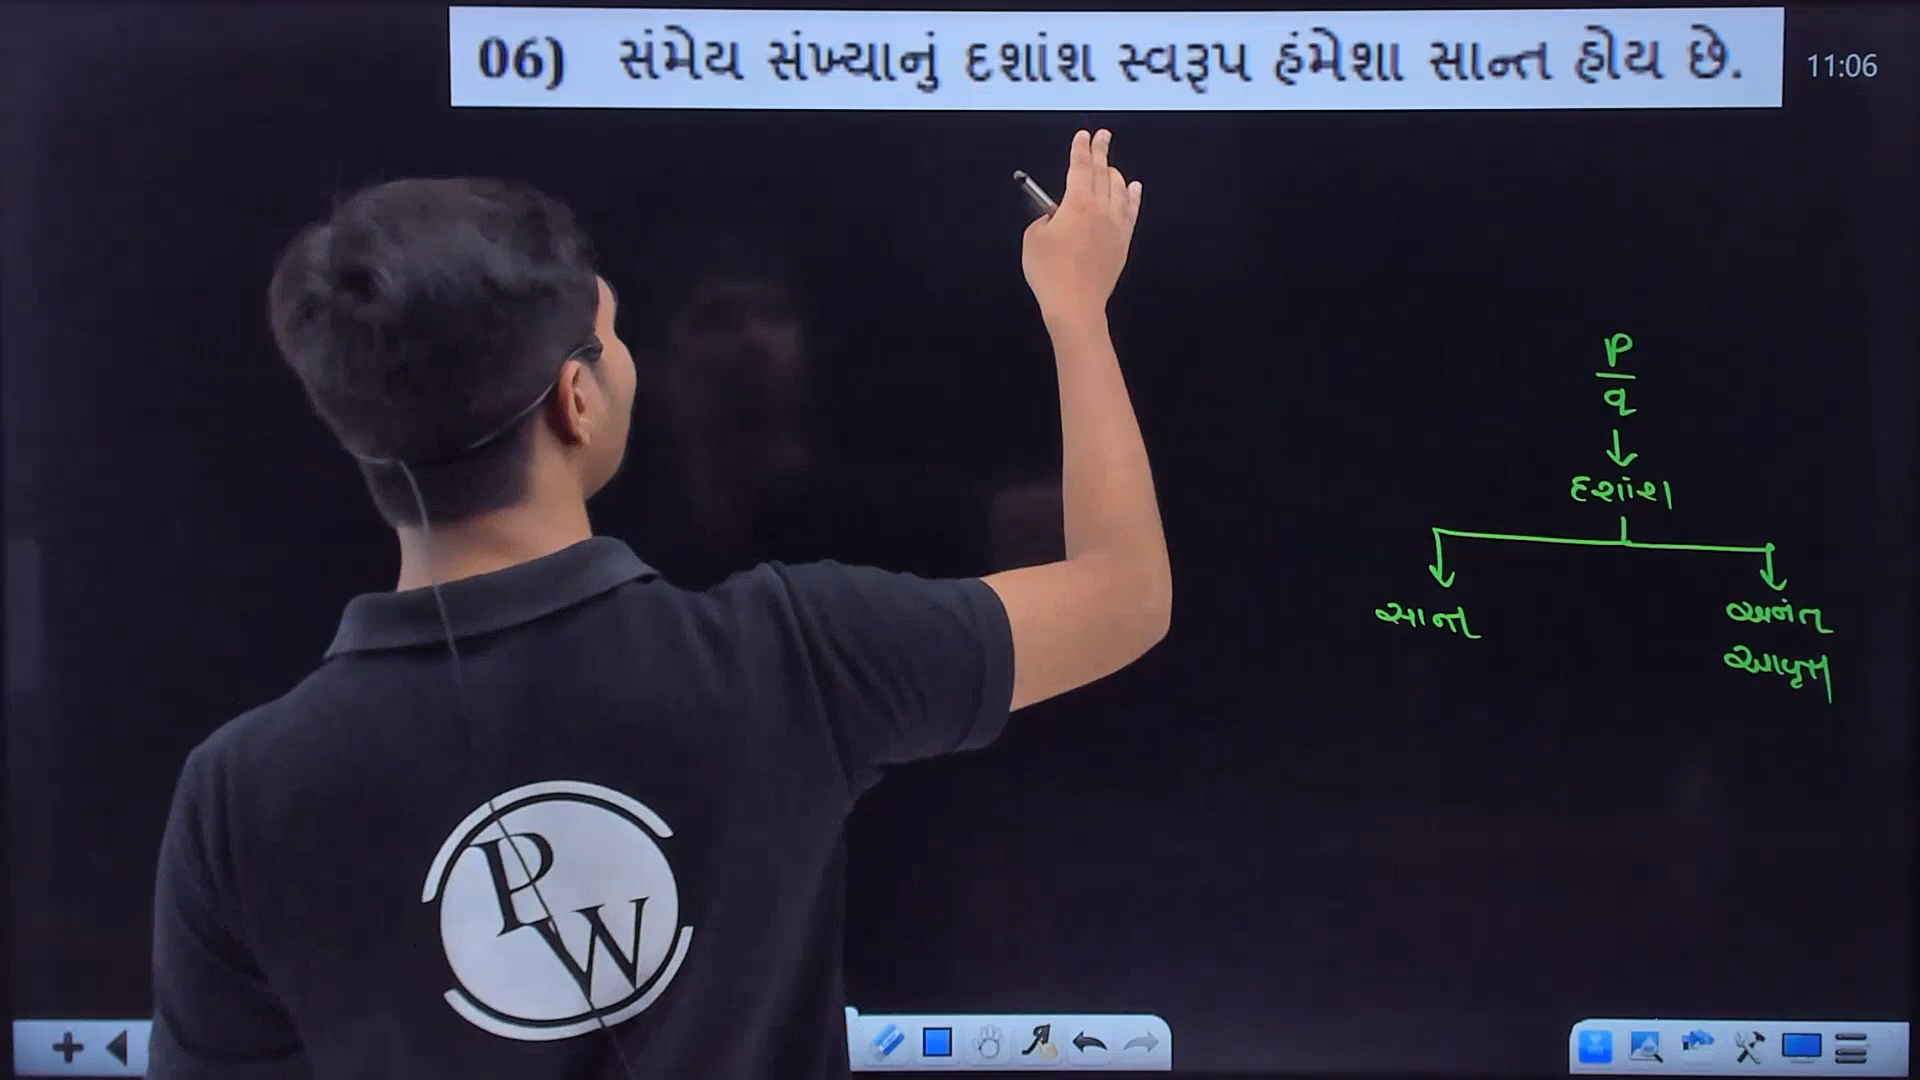 06) સંમેય સંખ્યાનું દશાંશ સ્વરૂપ હંમેશા સાન્ત હોય છે.
11:06
P
q
દશાંશ
સાન્ત
અનંત
આવૃત્ત
PW